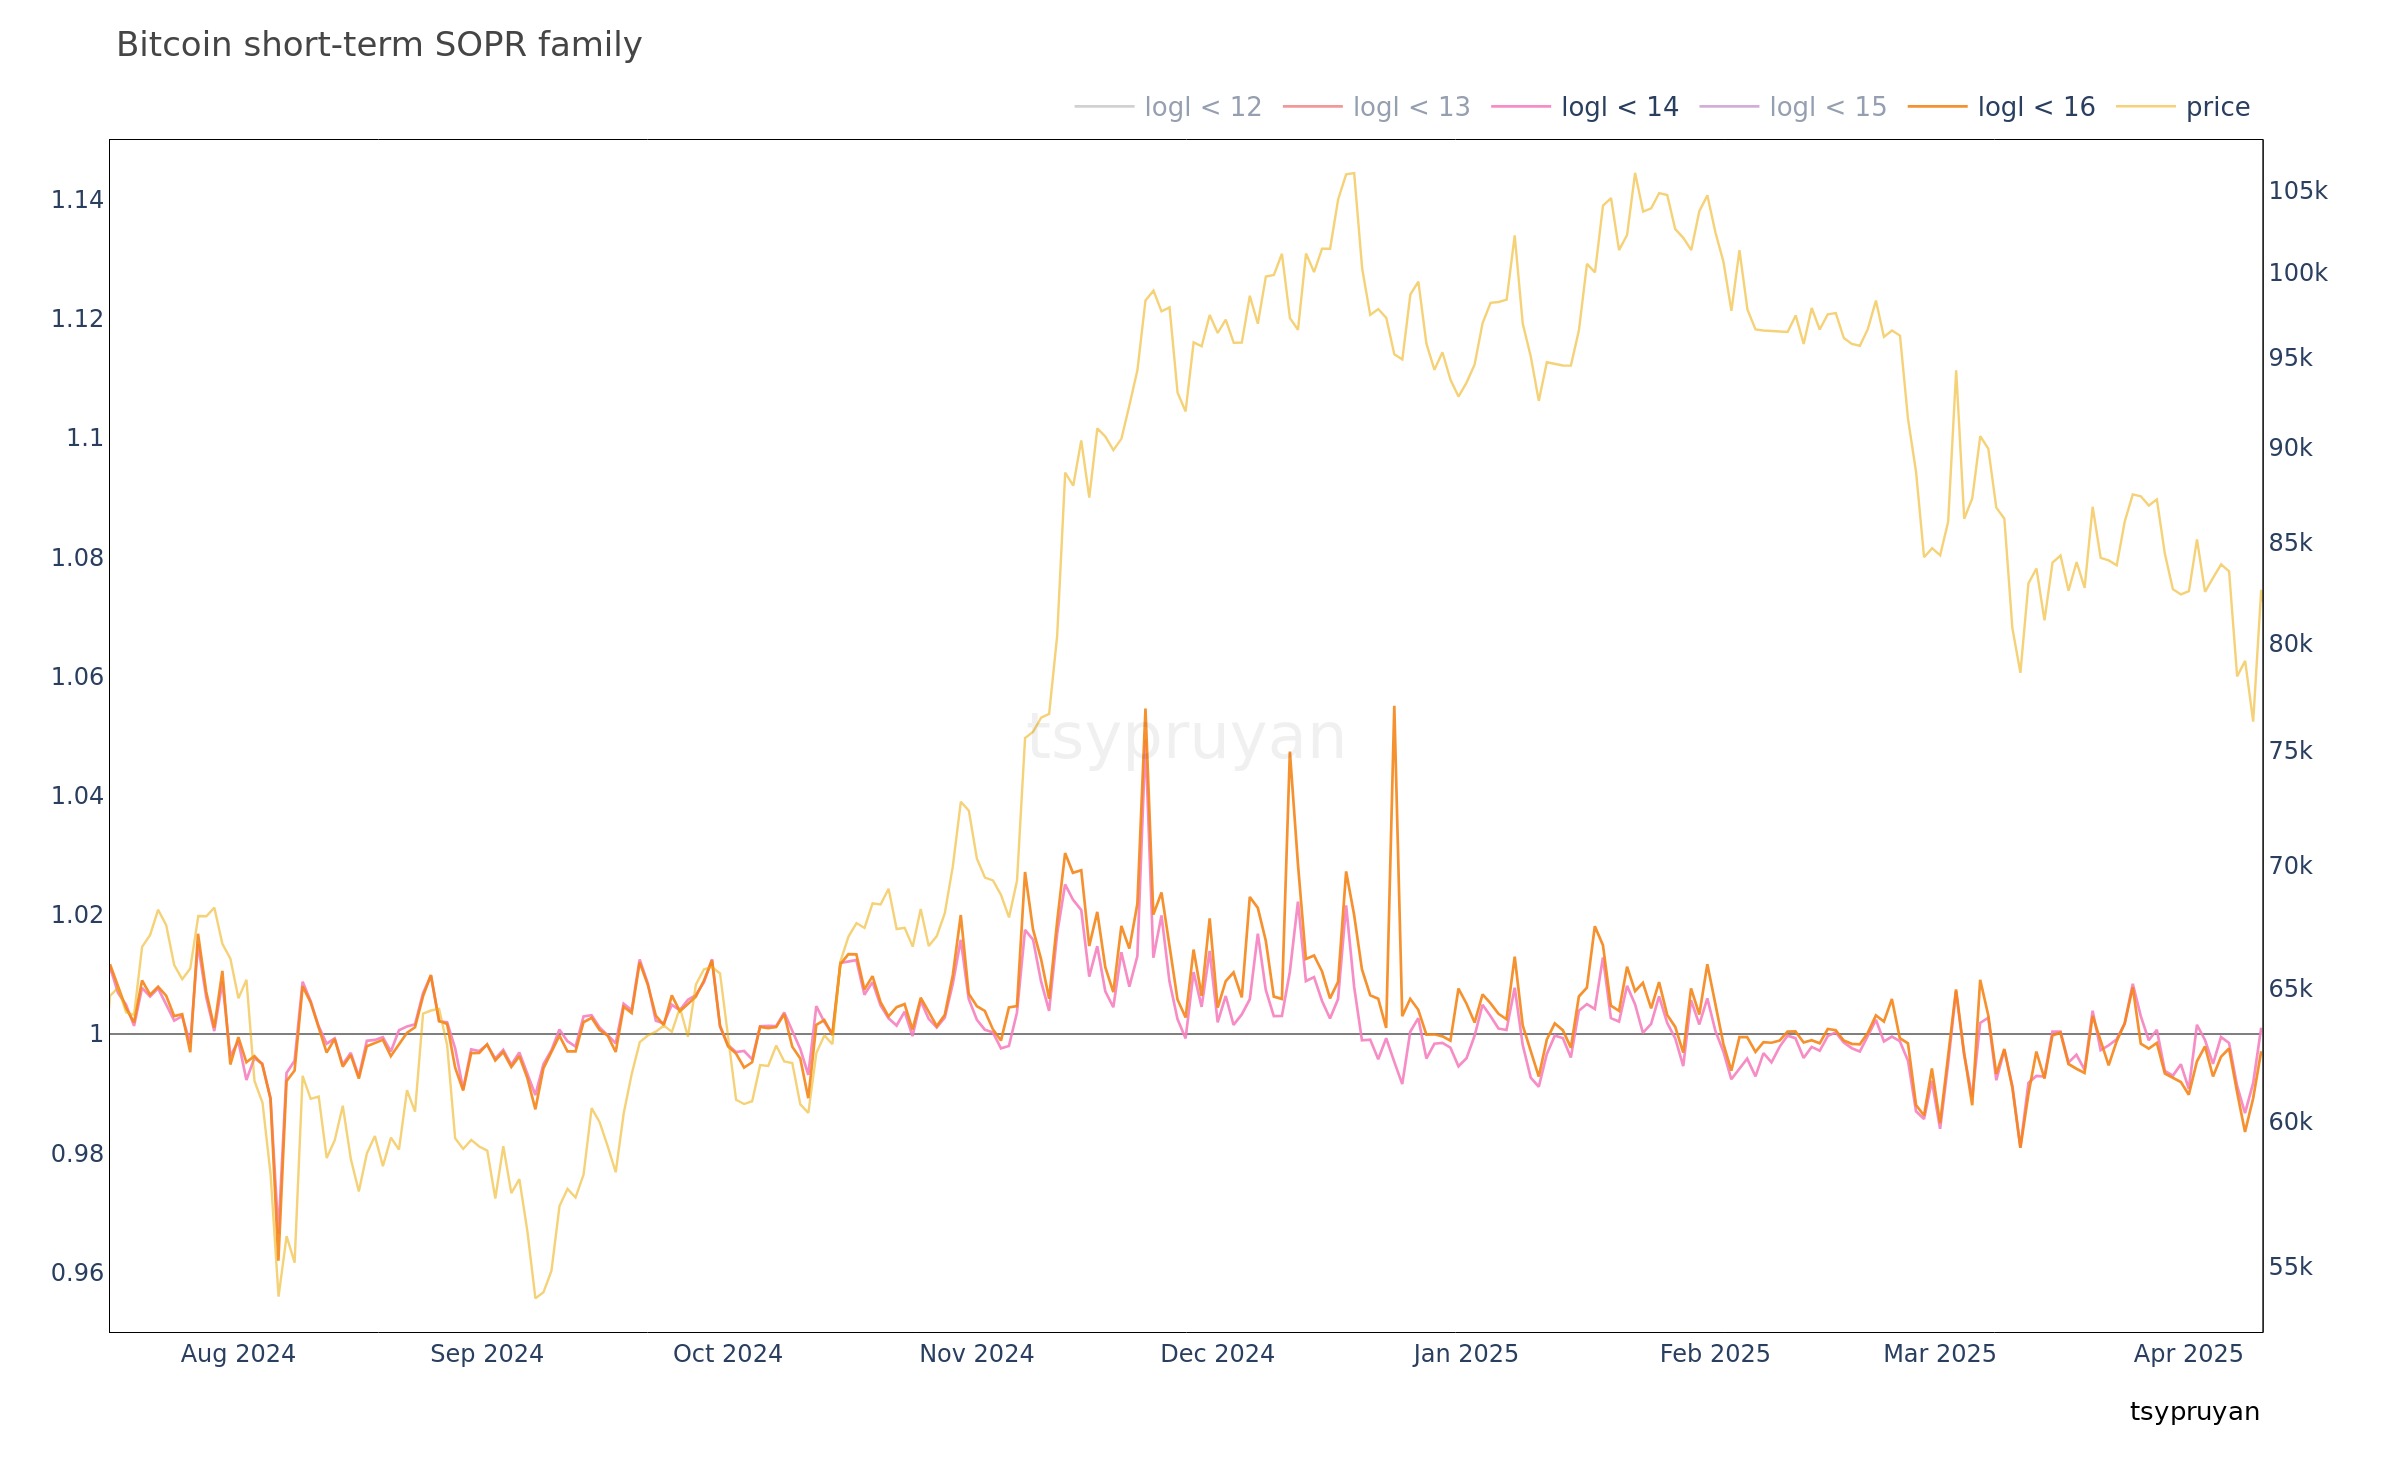 Bitcoin short-term SOPR family
logl < 12 logl < 13 logl < 14 logl < 15 logl < 16 price
1.14 105k
1.12 100k
1.1 95k
1.08 90k
1.06 85k
1.04 80k
1.02 75k
1 70k
0.98 65k
0.96 60k
55k
tsypruyan
Aug 2024 Sep 2024 Oct 2024 Nov 2024 Dec 2024 Jan 2025 Feb 2025 Mar 2025 Apr 2025
tsypruyan